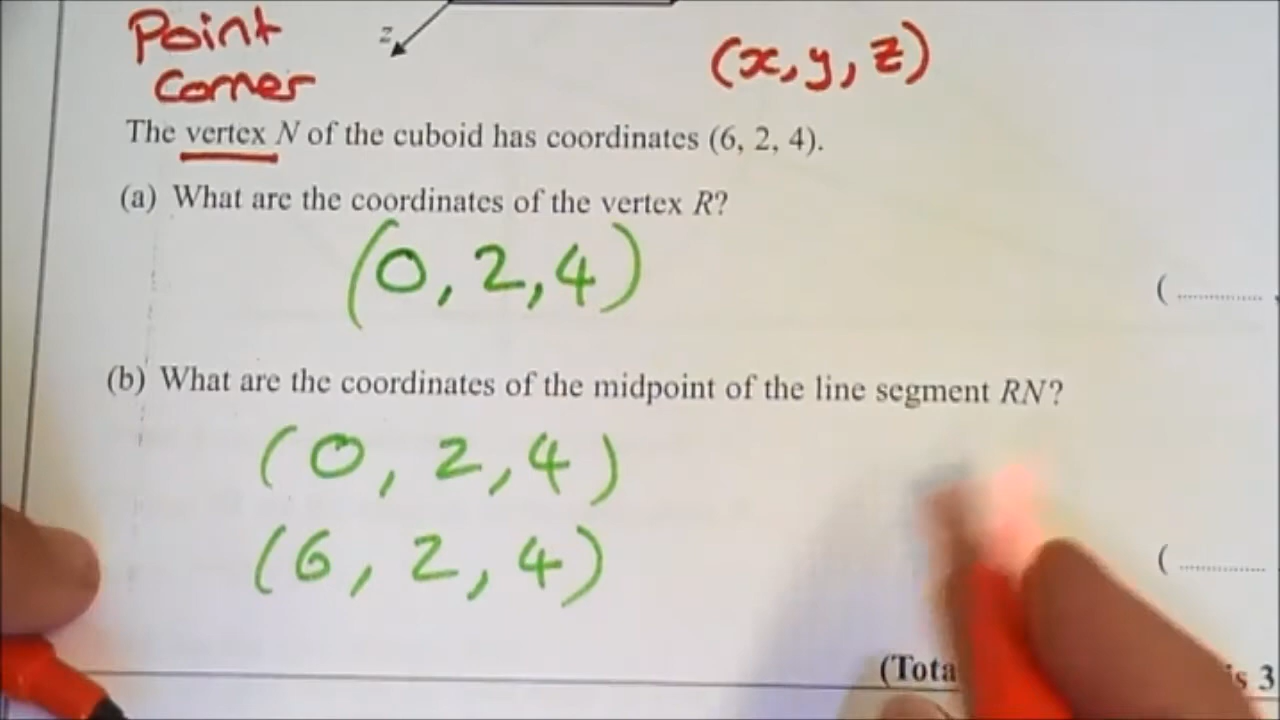 Point
Corner
z
(x, y, z)
The vertex N of the cuboid has coordinates (6, 2, 4).
(a) What are the coordinates of the vertex R?
(0, 2, 4)
( ..............
(b) What are the coordinates of the midpoint of the line segment RN?
(0, 2, 4)
(6, 2, 4)
( ..............
(Tota
is 3